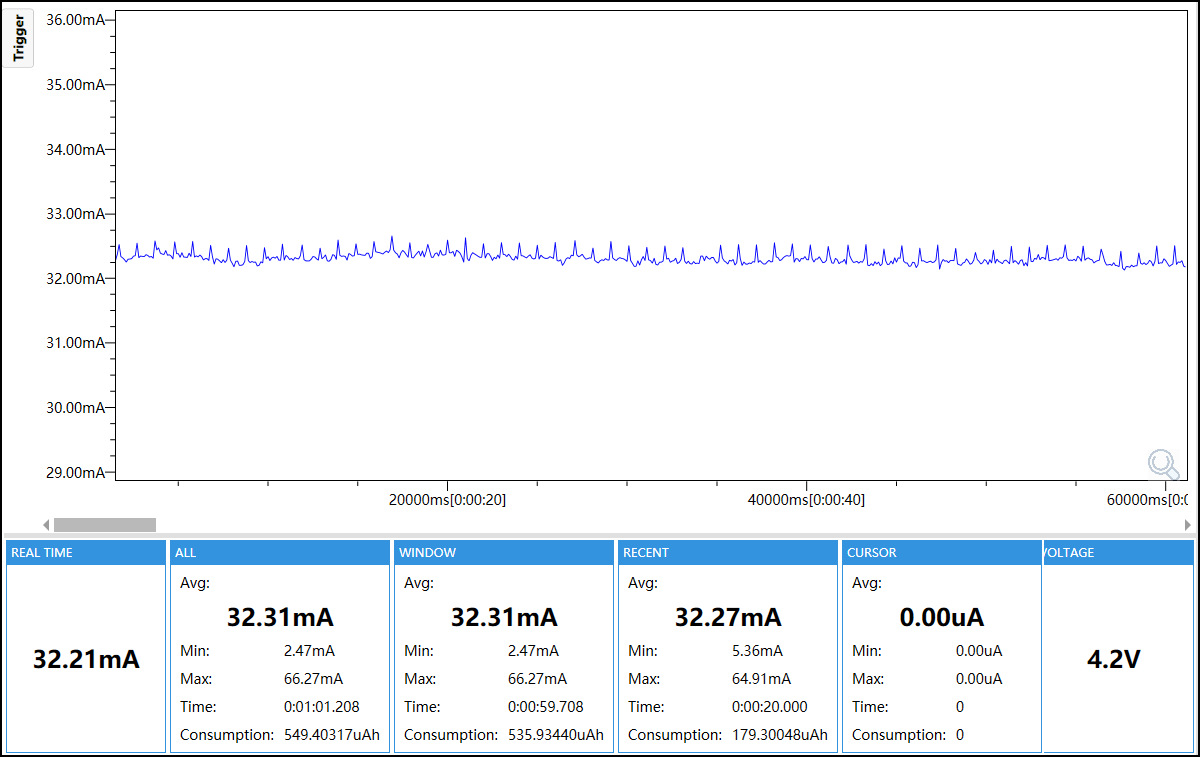 Trigger
36.00mA
35.00mA
34.00mA
33.00mA
32.00mA
31.00mA
30.00mA
29.00mA
20000ms[0:00:20] 40000ms[0:00:40] 60000ms[0:0
REAL TIME
32.21mA
ALL
Avg:
32.31mA
Min: 2.47mA
Max: 66.27mA
Time: 0:01:01.208
Consumption: 549.40317uAh
WINDOW
Avg:
32.31mA
Min: 2.47mA
Max: 66.27mA
Time: 0:00:59.708
Consumption: 535.93440uAh
RECENT
Avg:
32.27mA
Min: 5.36mA
Max: 64.91mA
Time: 0:00:20.000
Consumption: 179.30048uAh
CURSOR
Avg:
0.00uA
Min: 0.00uA
Max: 0.00uA
Time: 0
Consumption: 0
VOLTAGE
4.2V